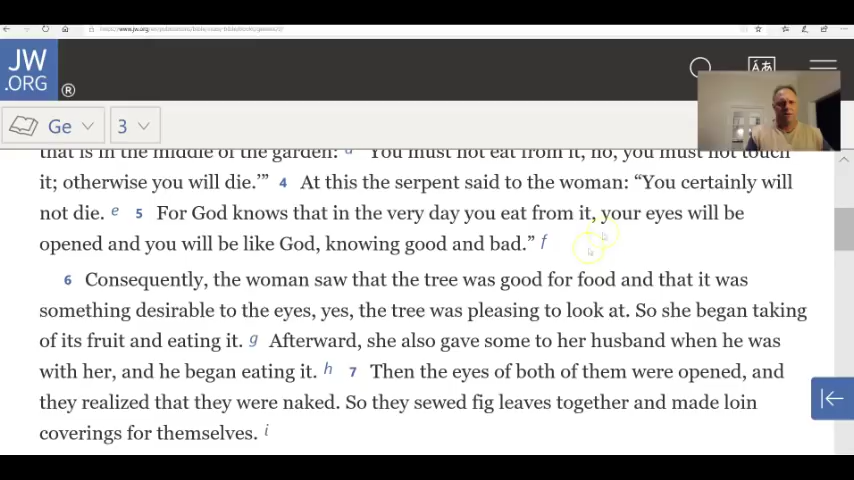 JW
.ORG
®
Ge
3
that is in the middle of the garden: d 'You must not eat from it, no, you must not touch
it; otherwise you will die.'" 4 At this the serpent said to the woman: "You certainly will
not die. e 5 For God knows that in the very day you eat from it, your eyes will be
opened and you will be like God, knowing good and bad." f
6 Consequently, the woman saw that the tree was good for food and that it was
something desirable to the eyes, yes, the tree was pleasing to look at. So she began taking
of its fruit and eating it. g Afterward, she also gave some to her husband when he was
with her, and he began eating it. h 7 Then the eyes of both of them were opened, and
they realized that they were naked. So they sewed fig leaves together and made loin
coverings for themselves. i